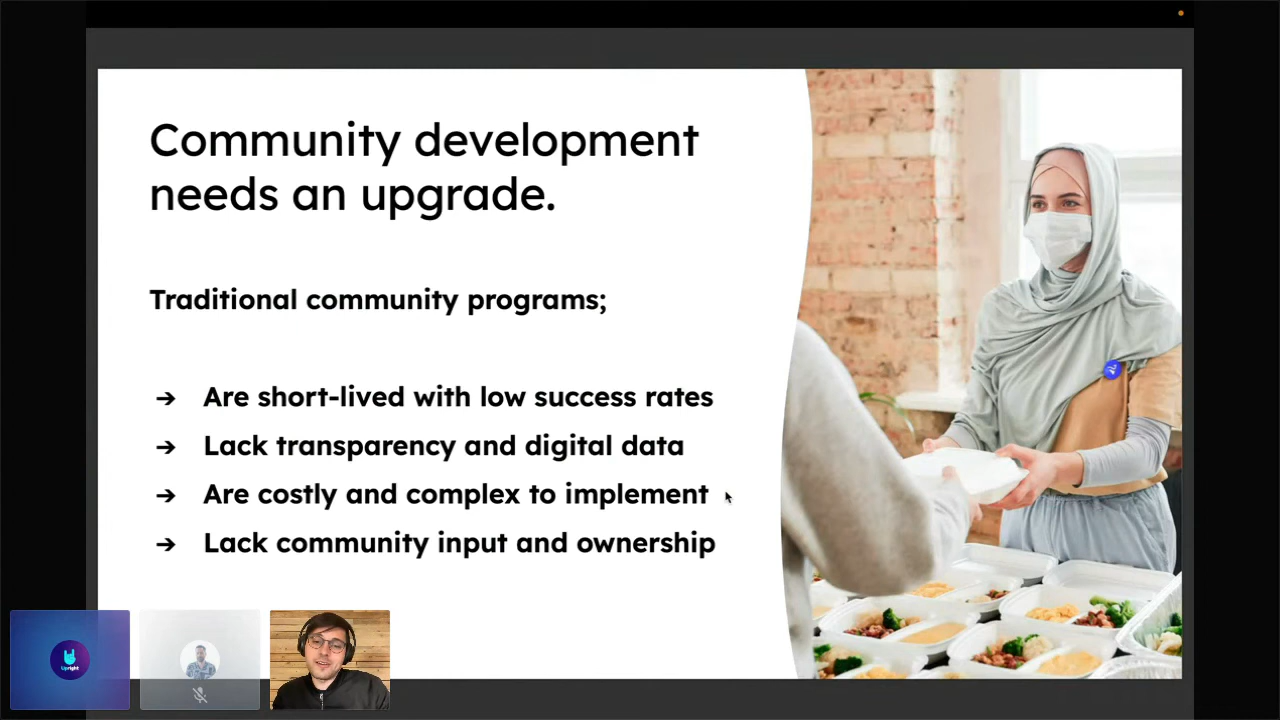 Community development
needs an upgrade.
Traditional community programs;
➔ Are short-lived with low success rates
➔ Lack transparency and digital data
➔ Are costly and complex to implement
➔ Lack community input and ownership
Upright